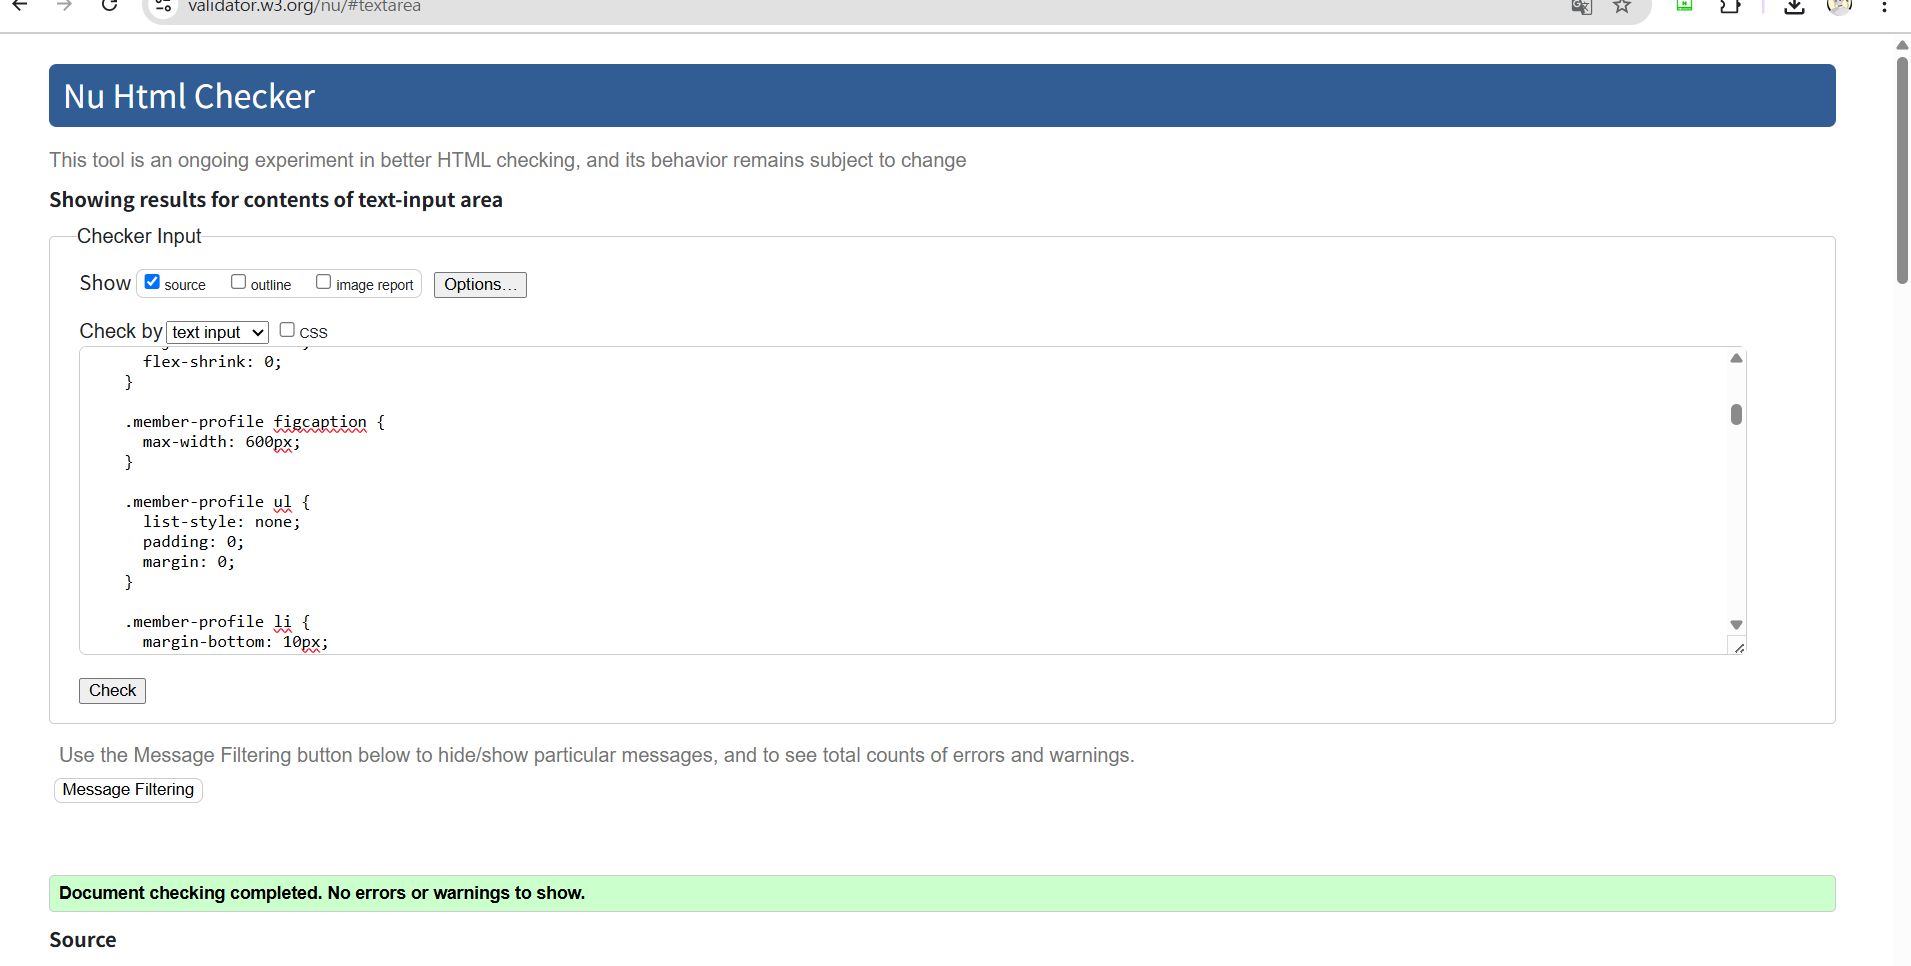 validator.w3.org/nu/#textarea
Nu Html Checker
This tool is an ongoing experiment in better HTML checking, and its behavior remains subject to change
Showing results for contents of text-input area
Checker Input
Show source outline image report Options...
Check by text input CSS
flex-shrink: 0;
}
.member-profile figcaption {
max-width: 600px;
}
.member-profile ul {
list-style: none;
padding: 0;
margin: 0;
}
.member-profile li {
margin-bottom: 10px;
Check
Use the Message Filtering button below to hide/show particular messages, and to see total counts of errors and warnings.
Message Filtering
Document checking completed. No errors or warnings to show.
Source